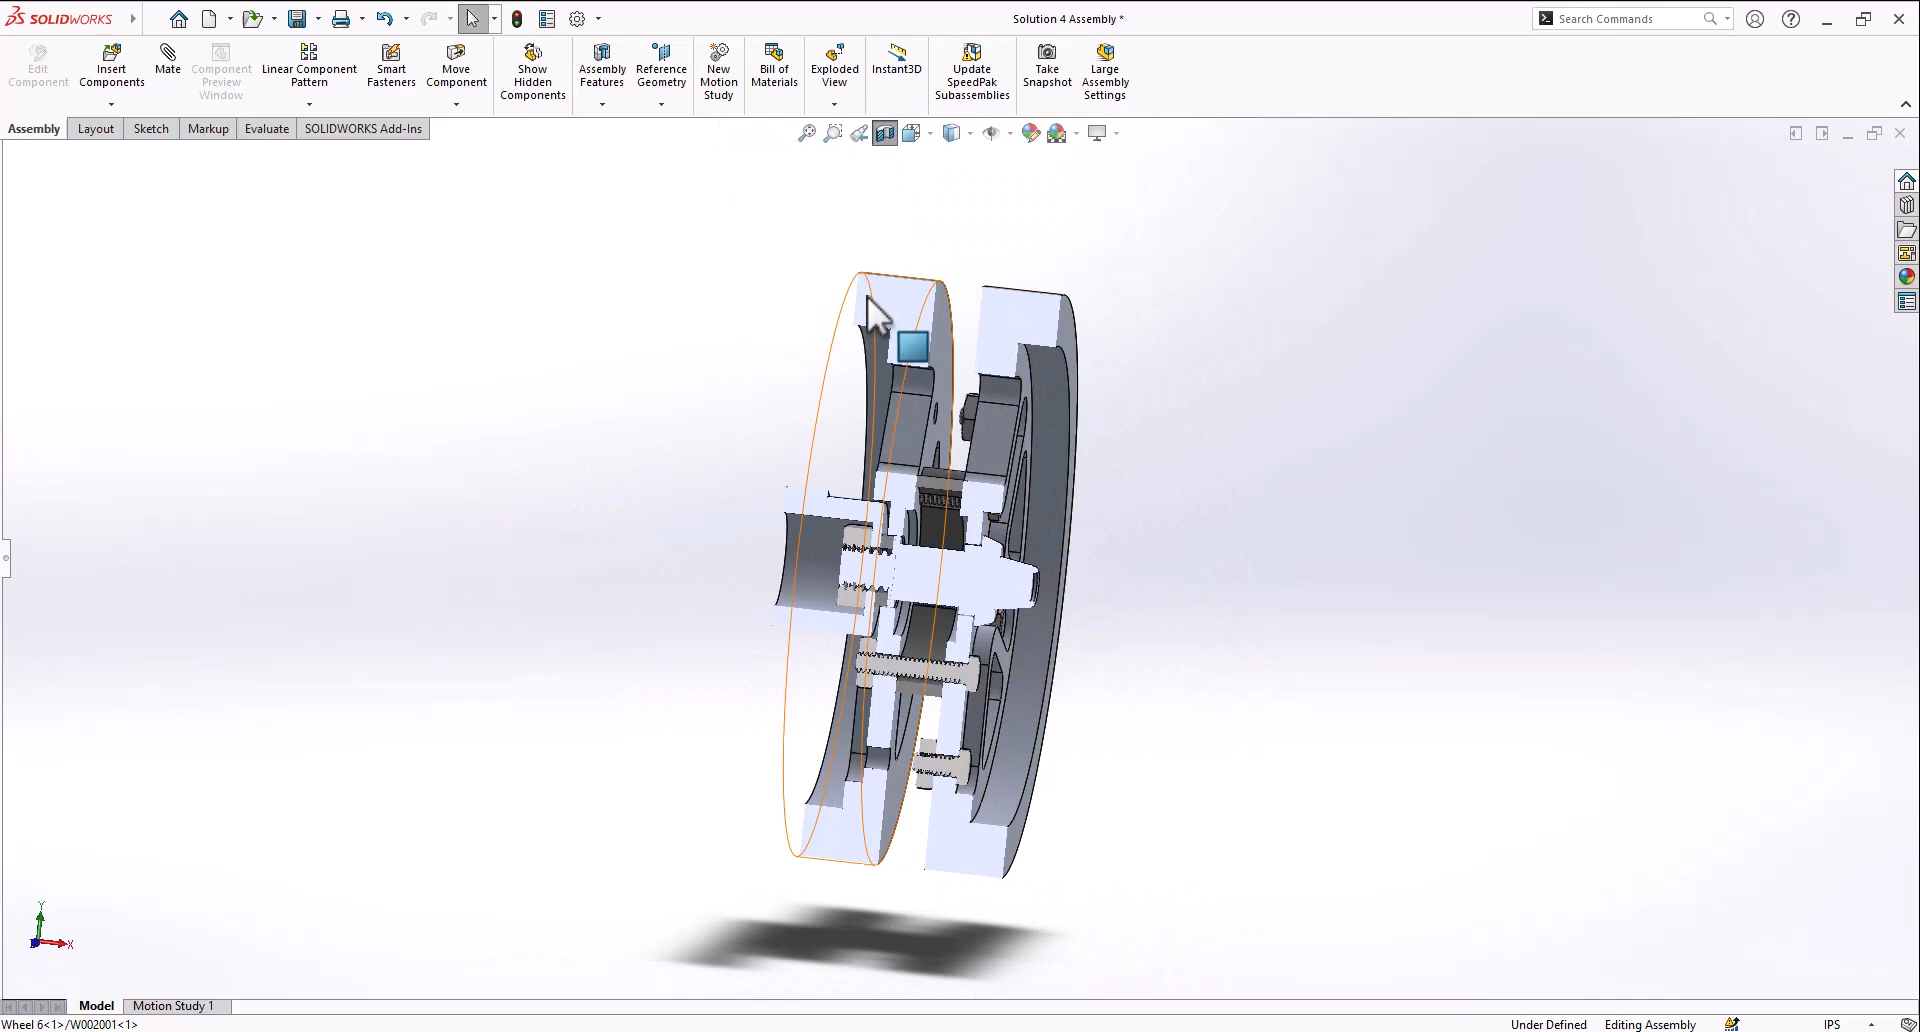 SOLIDWORKS
Solution 4 Assembly *
Search Commands
Edit
Component
Insert
Components
Mate
Component
Preview
Window
Linear Component
Pattern
Smart
Fasteners
Move
Component
Show
Hidden
Components
Assembly
Features
Reference
Geometry
New
Motion
Study
Bill of
Materials
Exploded
View
Instant3D
Update
SpeedPak
Subassemblies
Take
Snapshot
Large
Assembly
Settings
Assembly
Layout
Sketch
Markup
Evaluate
SOLIDWORKS Add-Ins
Y
X
Model
Motion Study 1
Wheel 6<1>/W002001<1>
Under Defined
Editing Assembly
IPS